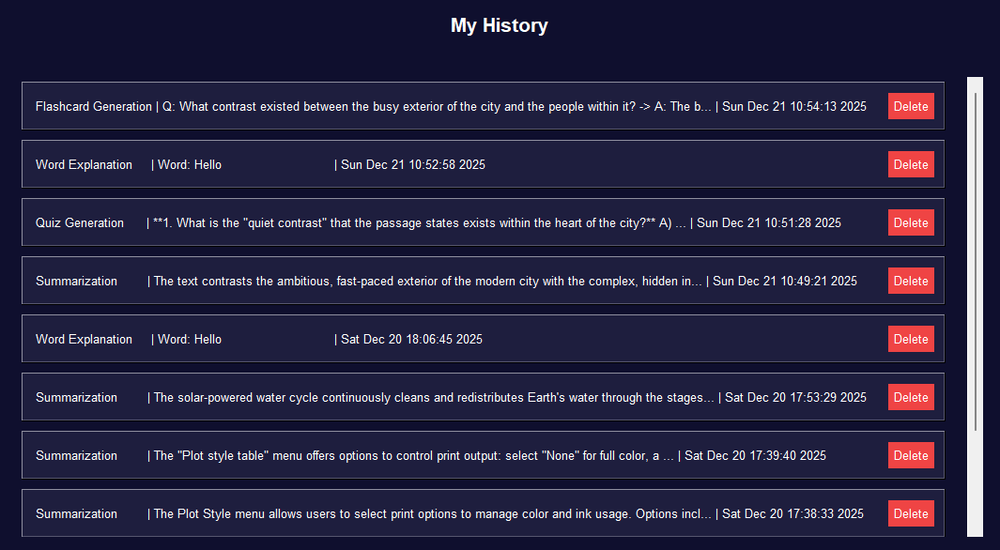 My History
Flashcard Generation | Q: What contrast existed between the busy exterior of the city and the people within it? -> A: The b... | Sun Dec 21 10:54:13 2025 Delete
Word Explanation | Word: Hello | Sun Dec 21 10:52:58 2025 Delete
Quiz Generation | **1. What is the "quiet contrast" that the passage states exists within the heart of the city?** A) ... | Sun Dec 21 10:51:28 2025 Delete
Summarization | The text contrasts the ambitious, fast-paced exterior of the modern city with the complex, hidden in... | Sun Dec 21 10:49:21 2025 Delete
Word Explanation | Word: Hello | Sat Dec 20 18:06:45 2025 Delete
Summarization | The solar-powered water cycle continuously cleans and redistributes Earth's water through the stages... | Sat Dec 20 17:53:29 2025 Delete
Summarization | The "Plot style table" menu offers options to control print output: select "None" for full color, a ... | Sat Dec 20 17:39:40 2025 Delete
Summarization | The Plot Style menu allows users to select print options to manage color and ink usage. Options incl... | Sat Dec 20 17:38:33 2025 Delete